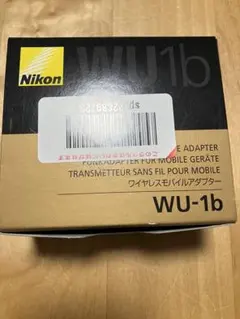 WU1b
Nikon
E ADAPTER
FUNKADAPTER FÜR MOBILE GERÄTE
TRANSMETTEUR SANS FIL POUR MOBILE
ワイヤレスモバイルアダプター
WU-1b